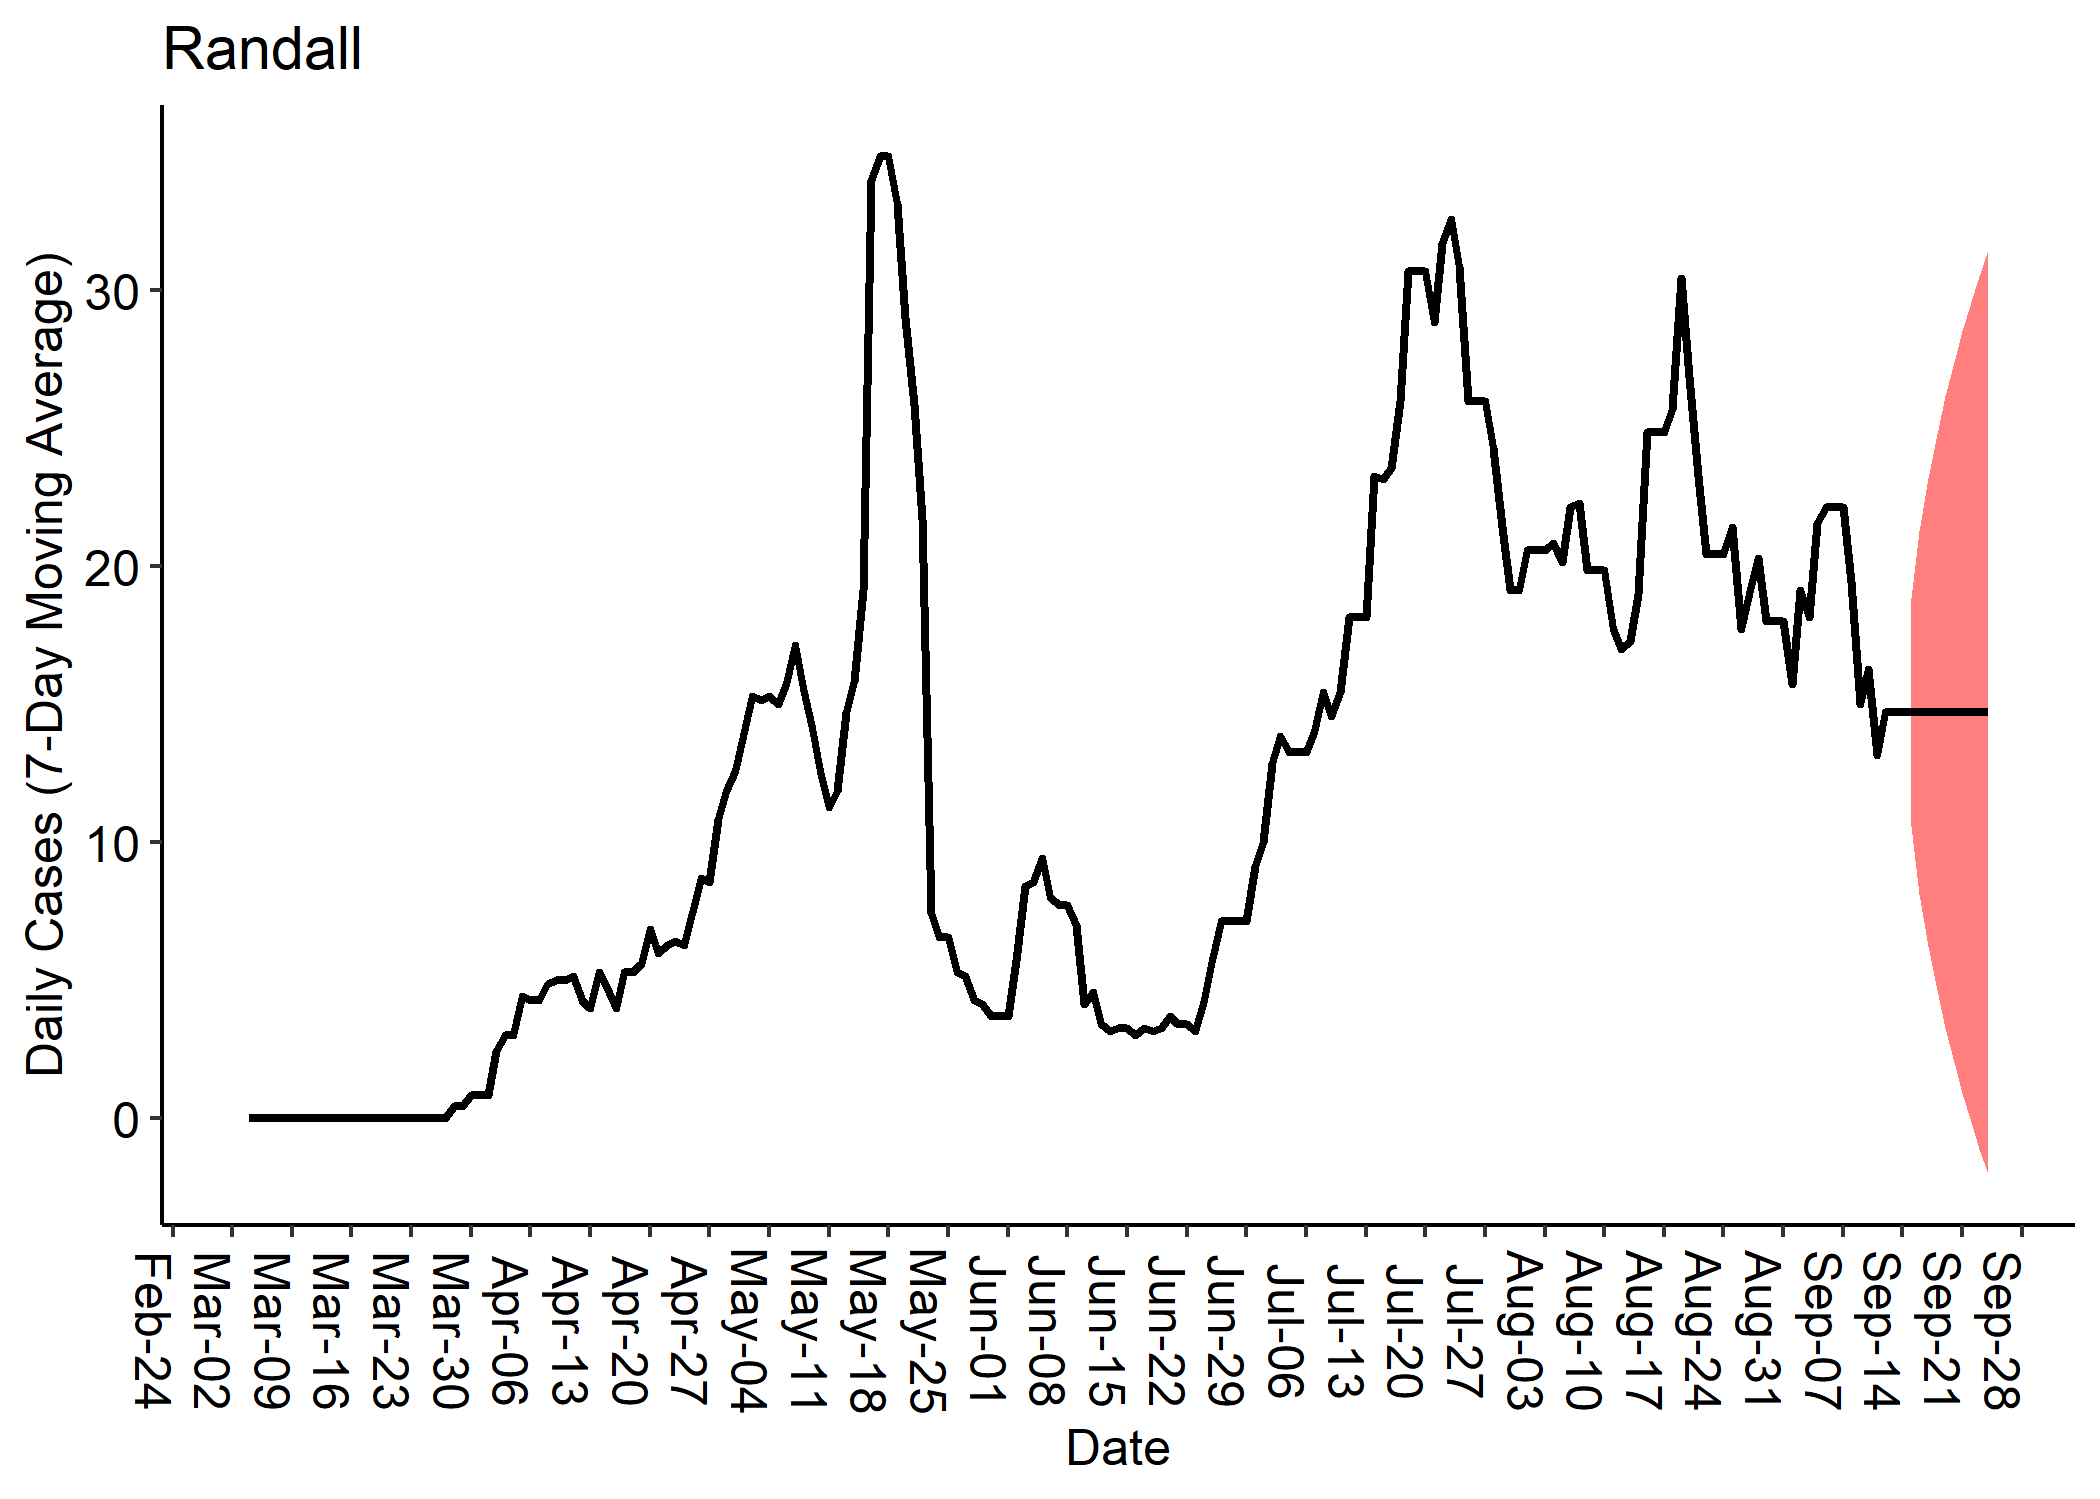 Randall
Daily Cases (7-Day Moving Average)
30
20
10
0
Feb-24
Mar-02
Mar-09
Mar-16
Mar-23
Mar-30
Apr-06
Apr-13
Apr-20
Apr-27
May-04
May-11
May-18
May-25
Jun-01
Jun-08
Jun-15
Jun-22
Jun-29
Jul-06
Jul-13
Jul-20
Jul-27
Aug-03
Aug-10
Aug-17
Aug-24
Aug-31
Sep-07
Sep-14
Sep-21
Sep-28
Date